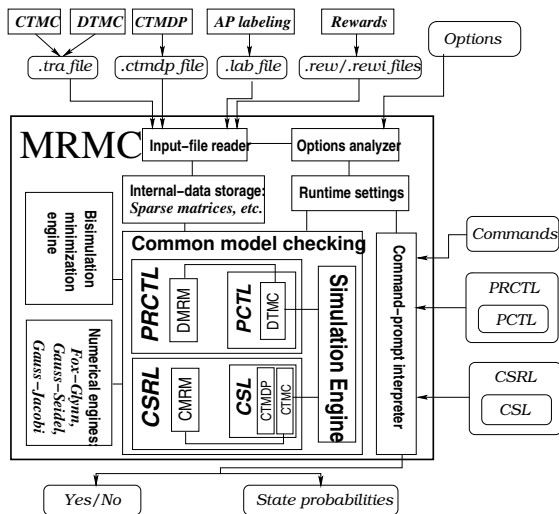 CTMC
DTMC
CTMDP
AP labeling
Rewards
Options
.tra file
.ctmdp file
.lab file
.rew/.rewi files
MRMC
Input−file reader
Options analyzer
Internal−data storage:
Sparse matrices, etc.
Runtime settings
Bisimulation
minimization
engine
Common model checking
PRCTL
DMRM
PCTL
DTMC
Simulation Engine
Command−prompt interpreter
Commands
PRCTL
PCTL
Numerical engines:
Fox−Glynn,
Gauss−Seidel,
Gauss−Jacobi
CSRL
CMRM
CSL
CTMDP
CTMC
CSRL
CSL
Yes/No
State probabilities